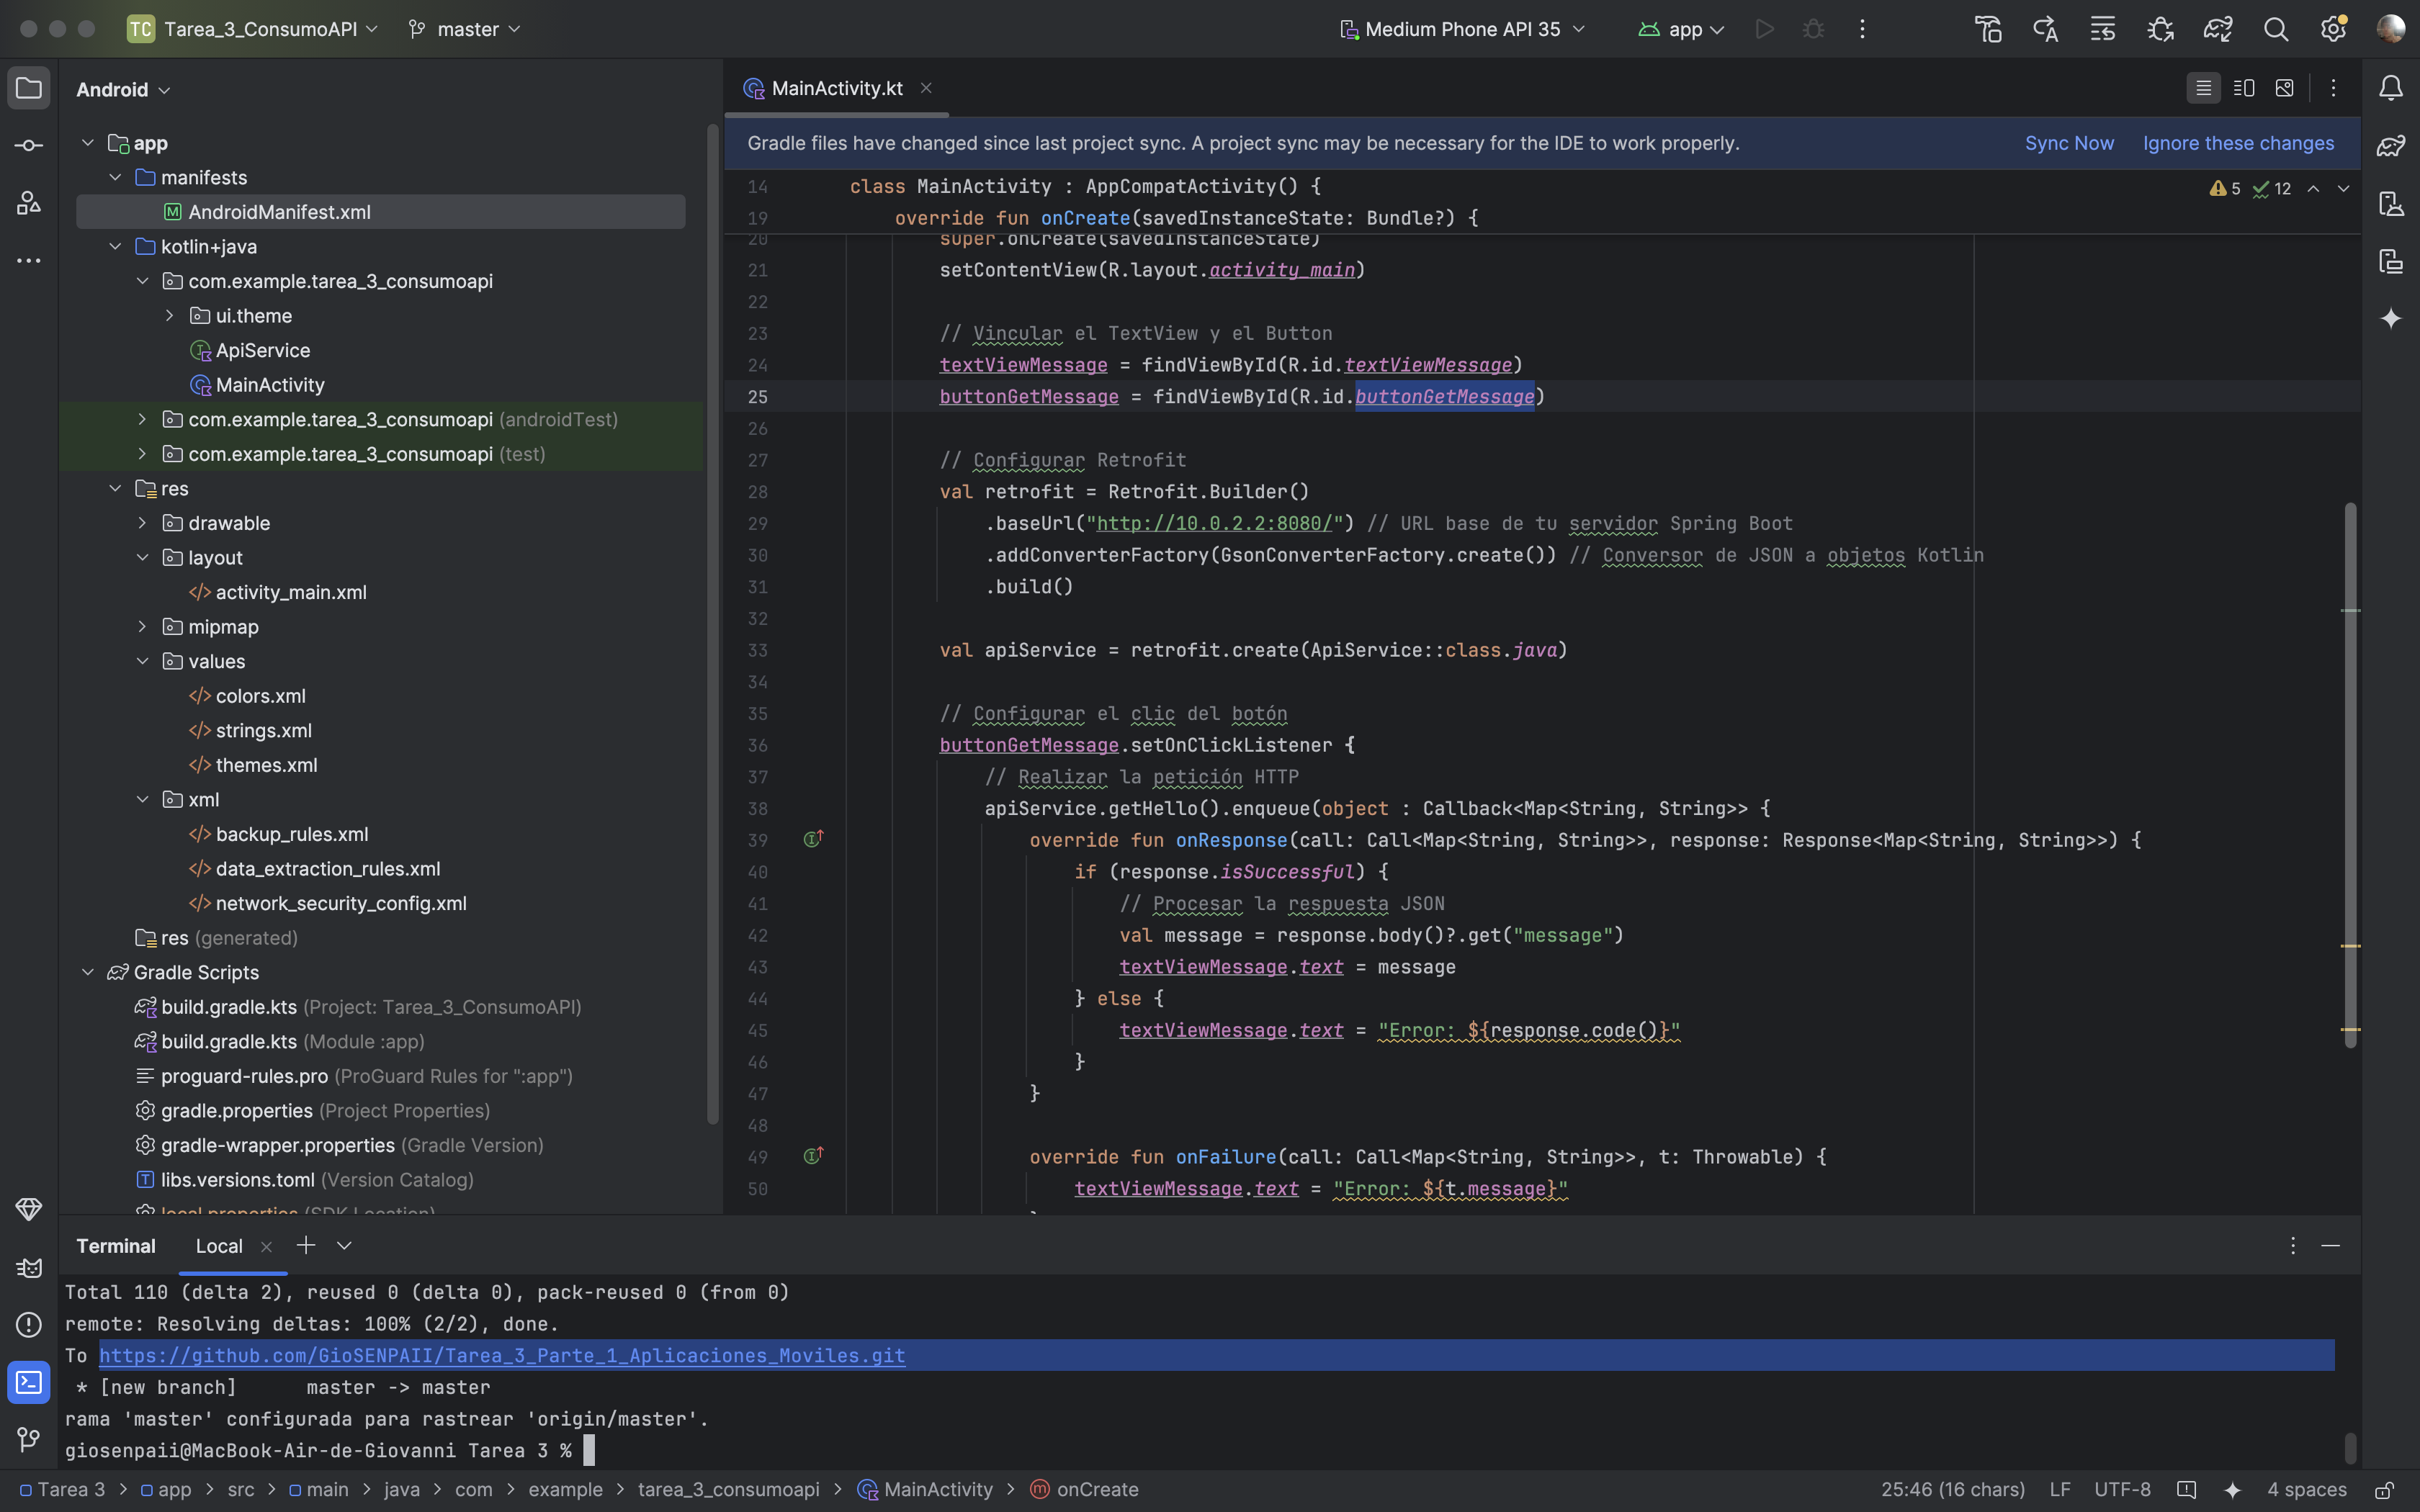 TC Tarea_3_ConsumoAPI master Medium Phone API 35 app
Android
app
manifests
AndroidManifest.xml
kotlin+java
com.example.tarea_3_consumoapi
ui.theme
ApiService
MainActivity
com.example.tarea_3_consumoapi (androidTest)
com.example.tarea_3_consumoapi (test)
res
drawable
layout
activity_main.xml
mipmap
values
colors.xml
strings.xml
themes.xml
xml
backup_rules.xml
data_extraction_rules.xml
network_security_config.xml
res (generated)
Gradle Scripts
build.gradle.kts (Project: Tarea_3_ConsumoAPI)
build.gradle.kts (Module :app)
proguard-rules.pro (ProGuard Rules for ":app")
gradle.properties (Project Properties)
gradle-wrapper.properties (Gradle Version)
libs.versions.toml (Version Catalog)
local.properties (SDK Location)
MainActivity.kt
Gradle files have changed since last project sync. A project sync may be necessary for the IDE to work properly. Sync Now Ignore these changes
14 class MainActivity : AppCompatActivity() { 5 12
19 override fun onCreate(savedInstanceState: Bundle?) {
20 super.onCreate(savedInstanceState)
21 setContentView(R.layout.activity_main)
22
23 // Vincular el TextView y el Button
24 textViewMessage = findViewById(R.id.textViewMessage)
25 buttonGetMessage = findViewById(R.id.buttonGetMessage)
26
27 // Configurar Retrofit
28 val retrofit = Retrofit.Builder()
29 .baseUrl("http://10.0.2.2:8080/") // URL base de tu servidor Spring Boot
30 .addConverterFactory(GsonConverterFactory.create()) // Conversor de JSON a objetos Kotlin
31 .build()
32
33 val apiService = retrofit.create(ApiService::class.java)
34
35 // Configurar el clic del botón
36 buttonGetMessage.setOnClickListener {
37 // Realizar la petición HTTP
38 apiService.getHello().enqueue(object : Callback<Map<String, String>> {
39 override fun onResponse(call: Call<Map<String, String>>, response: Response<Map<String, String>>) {
40 if (response.isSuccessful) {
41 // Procesar la respuesta JSON
42 val message = response.body()?.get("message")
43 textViewMessage.text = message
44 } else {
45 textViewMessage.text = "Error: ${response.code()}"
46 }
47 }
48
49 override fun onFailure(call: Call<Map<String, String>>, t: Throwable) {
50 textViewMessage.text = "Error: ${t.message}"
Terminal Local
Total 110 (delta 2), reused 0 (delta 0), pack-reused 0 (from 0)
remote: Resolving deltas: 100% (2/2), done.
To https://github.com/GioSENPAII/Tarea_3_Parte_1_Aplicaciones_Moviles.git
* [new branch] master -> master
rama 'master' configurada para rastrear 'origin/master'.
giosenpaii@MacBook-Air-de-Giovanni Tarea 3 %
Tarea 3 > app > src > main > java > com > example > tarea_3_consumoapi > MainActivity > onCreate 25:46 (16 chars) LF UTF-8 4 spaces